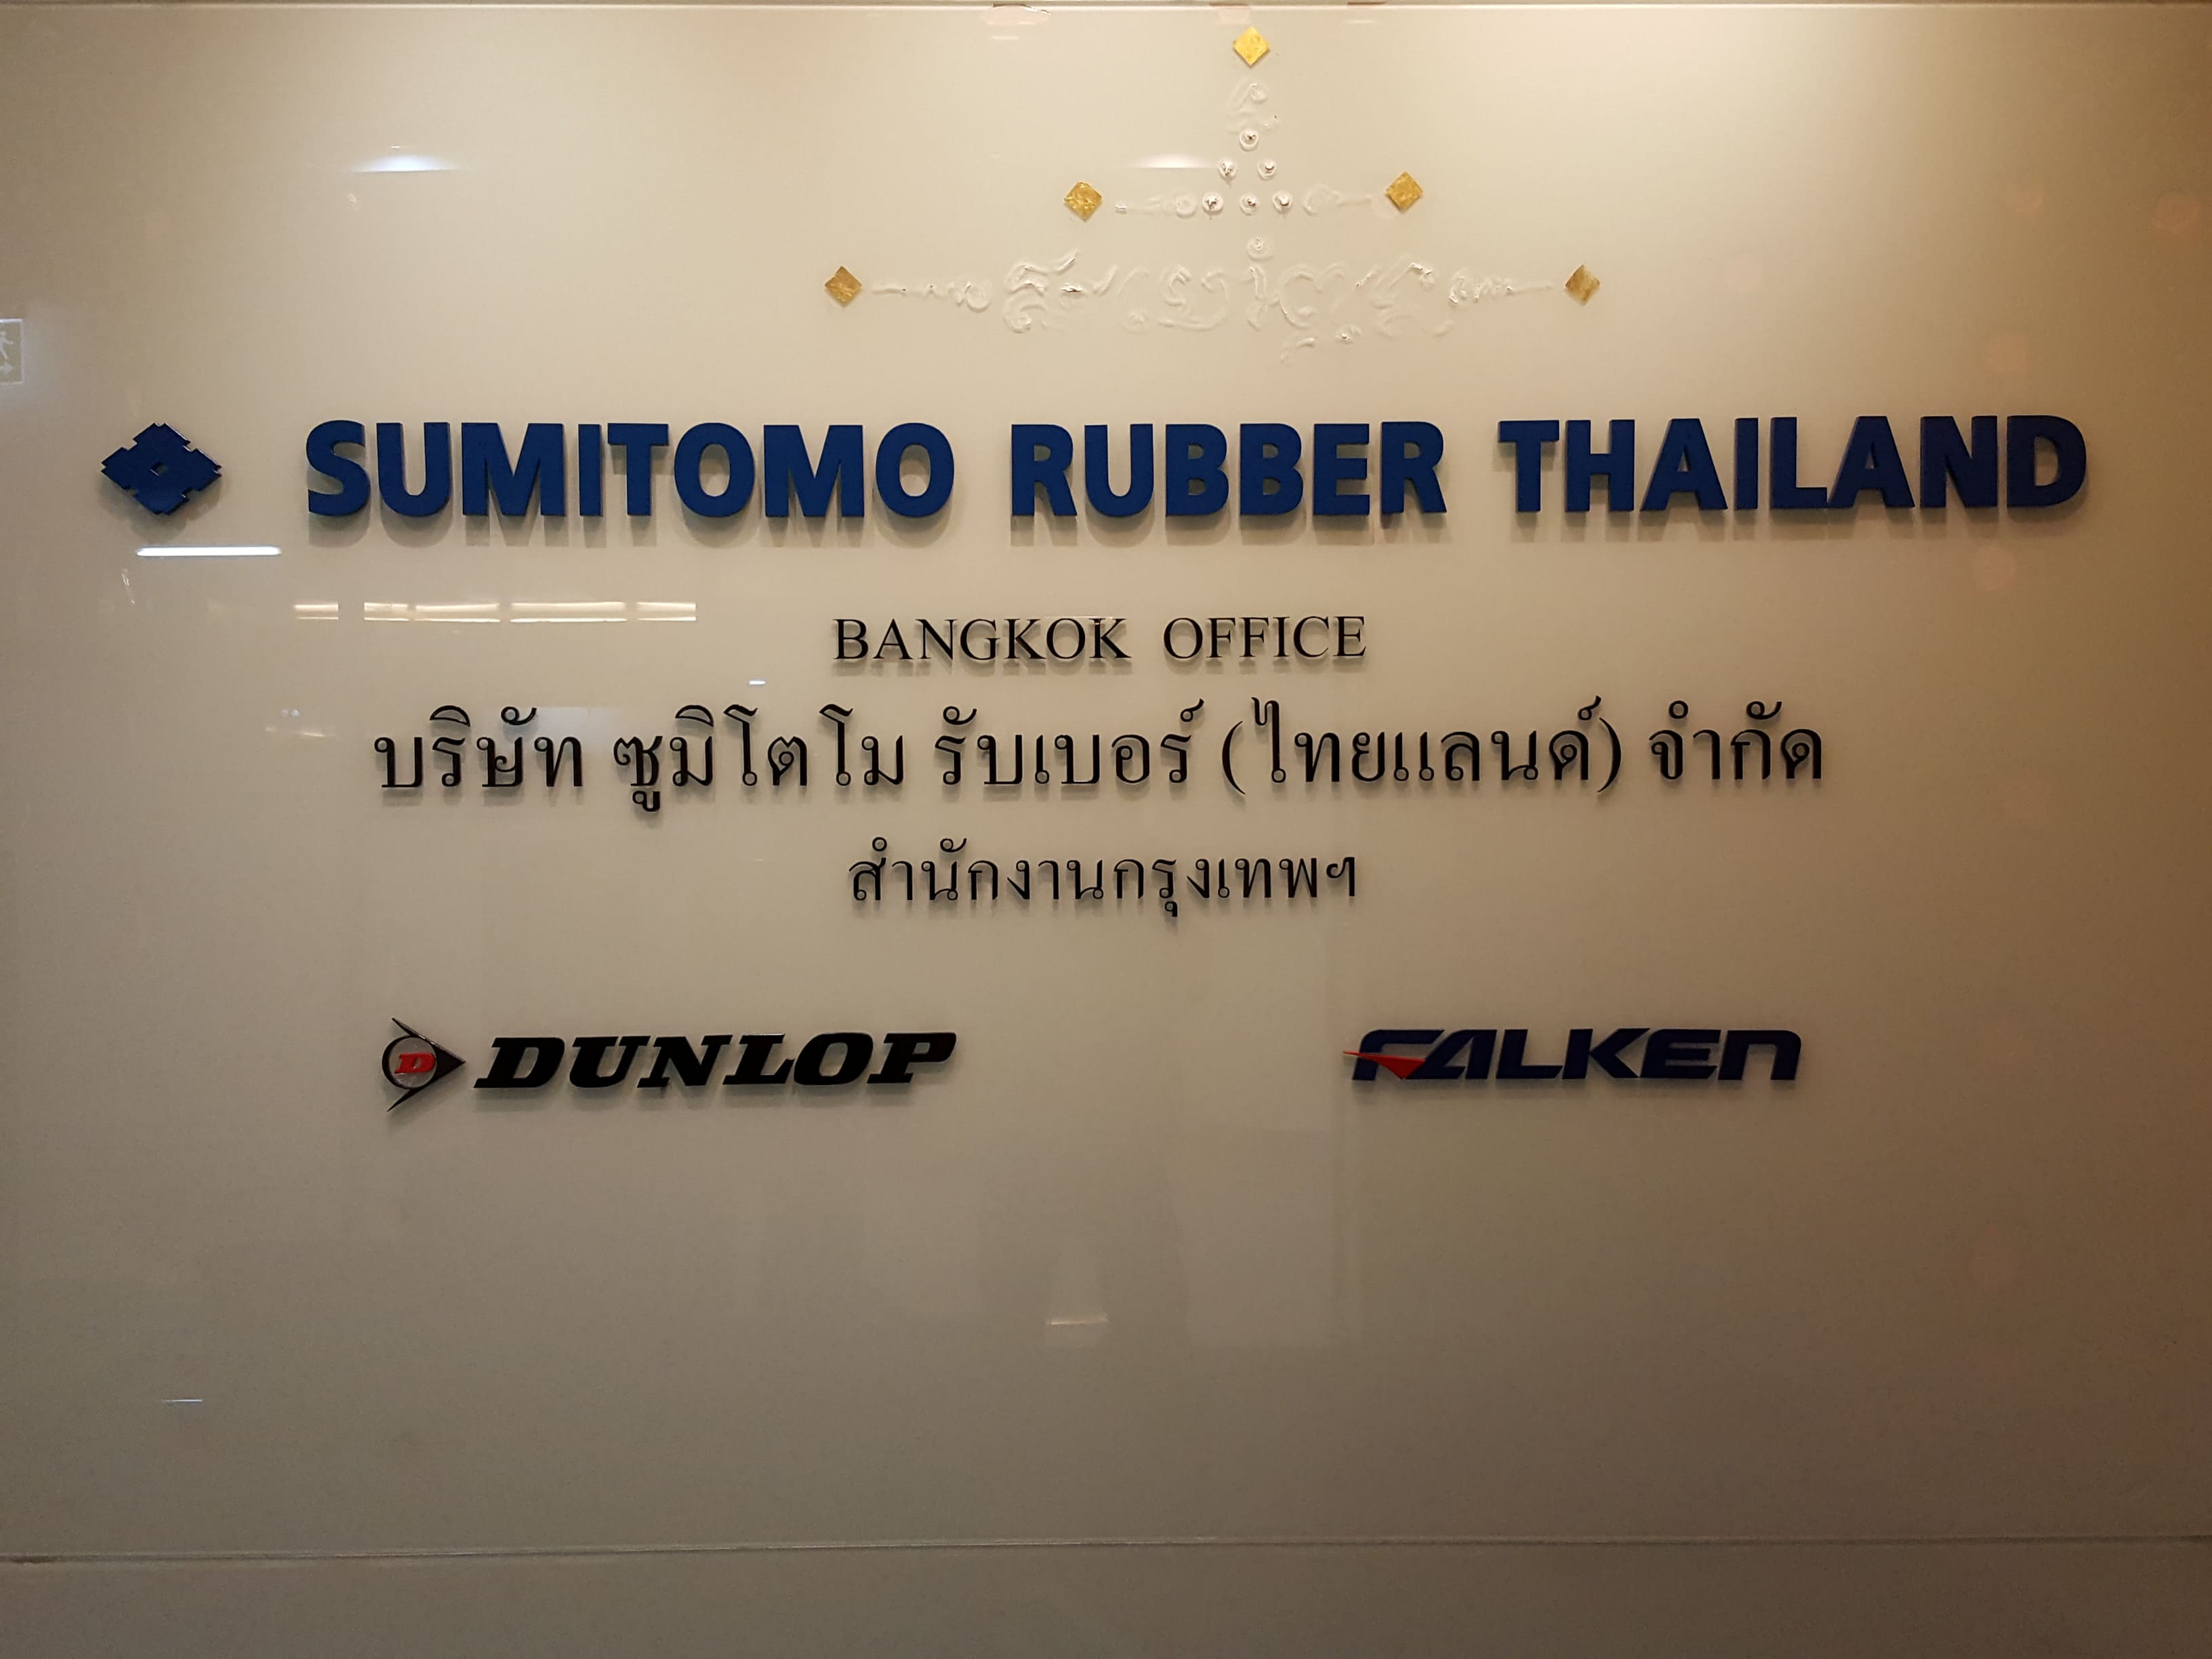 SUMITOMO RUBBER THAILAND
BANGKOK OFFICE
บริษัท ซูมิโตโม รับเบอร์ (ไทยแลนด์) จำกัด
สำนักงานกรุงเทพฯ
D DUNLOP
FALKEN